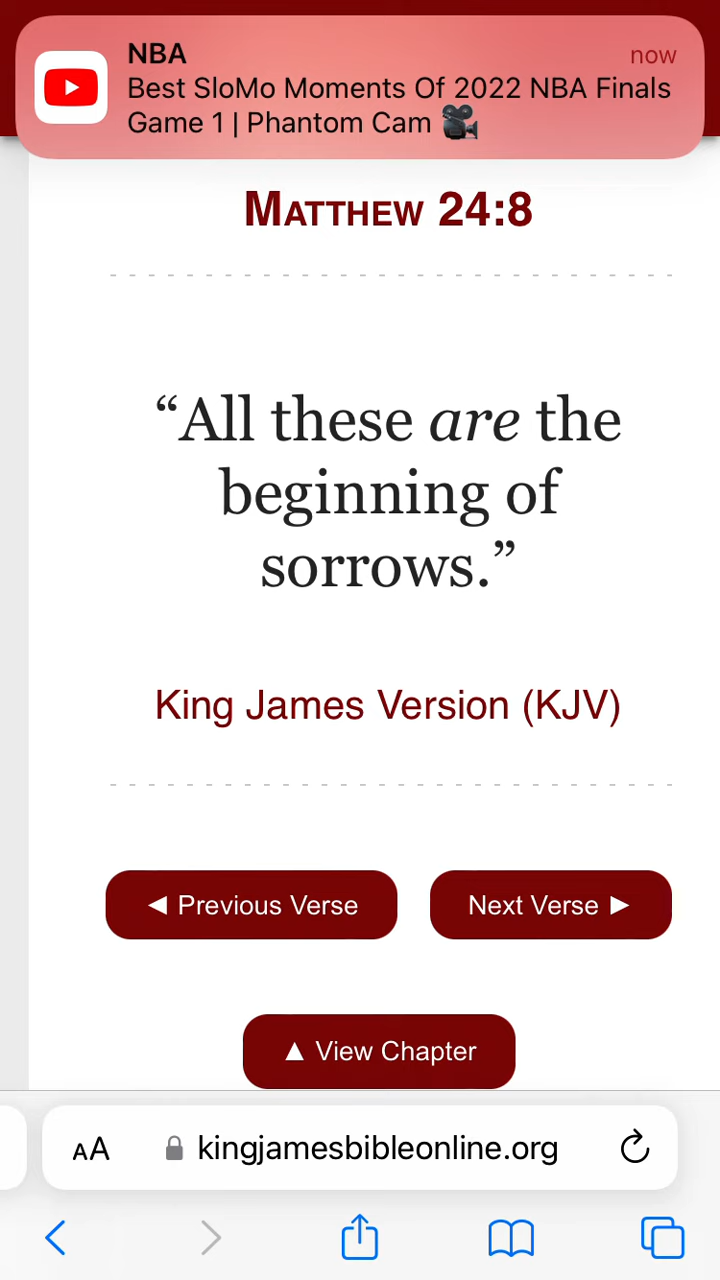 NBA
now
Best SloMo Moments Of 2022 NBA Finals
Game 1 | Phantom Cam 🎥
MATTHEW 24:8
“All these are the
beginning of
sorrows.”
King James Version (KJV)
◄ Previous Verse
Next Verse ►
▲ View Chapter
AA
kingjamesbibleonline.org